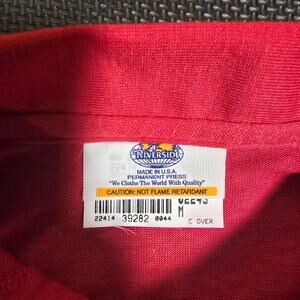 RIVERSIDE
MADE IN U.S.A.
PERMANENT PRESS
"We Clothe The World With Quality"
CAUTION: NOT FLAME RETARDANT
22414 39282 0044 M C OVER